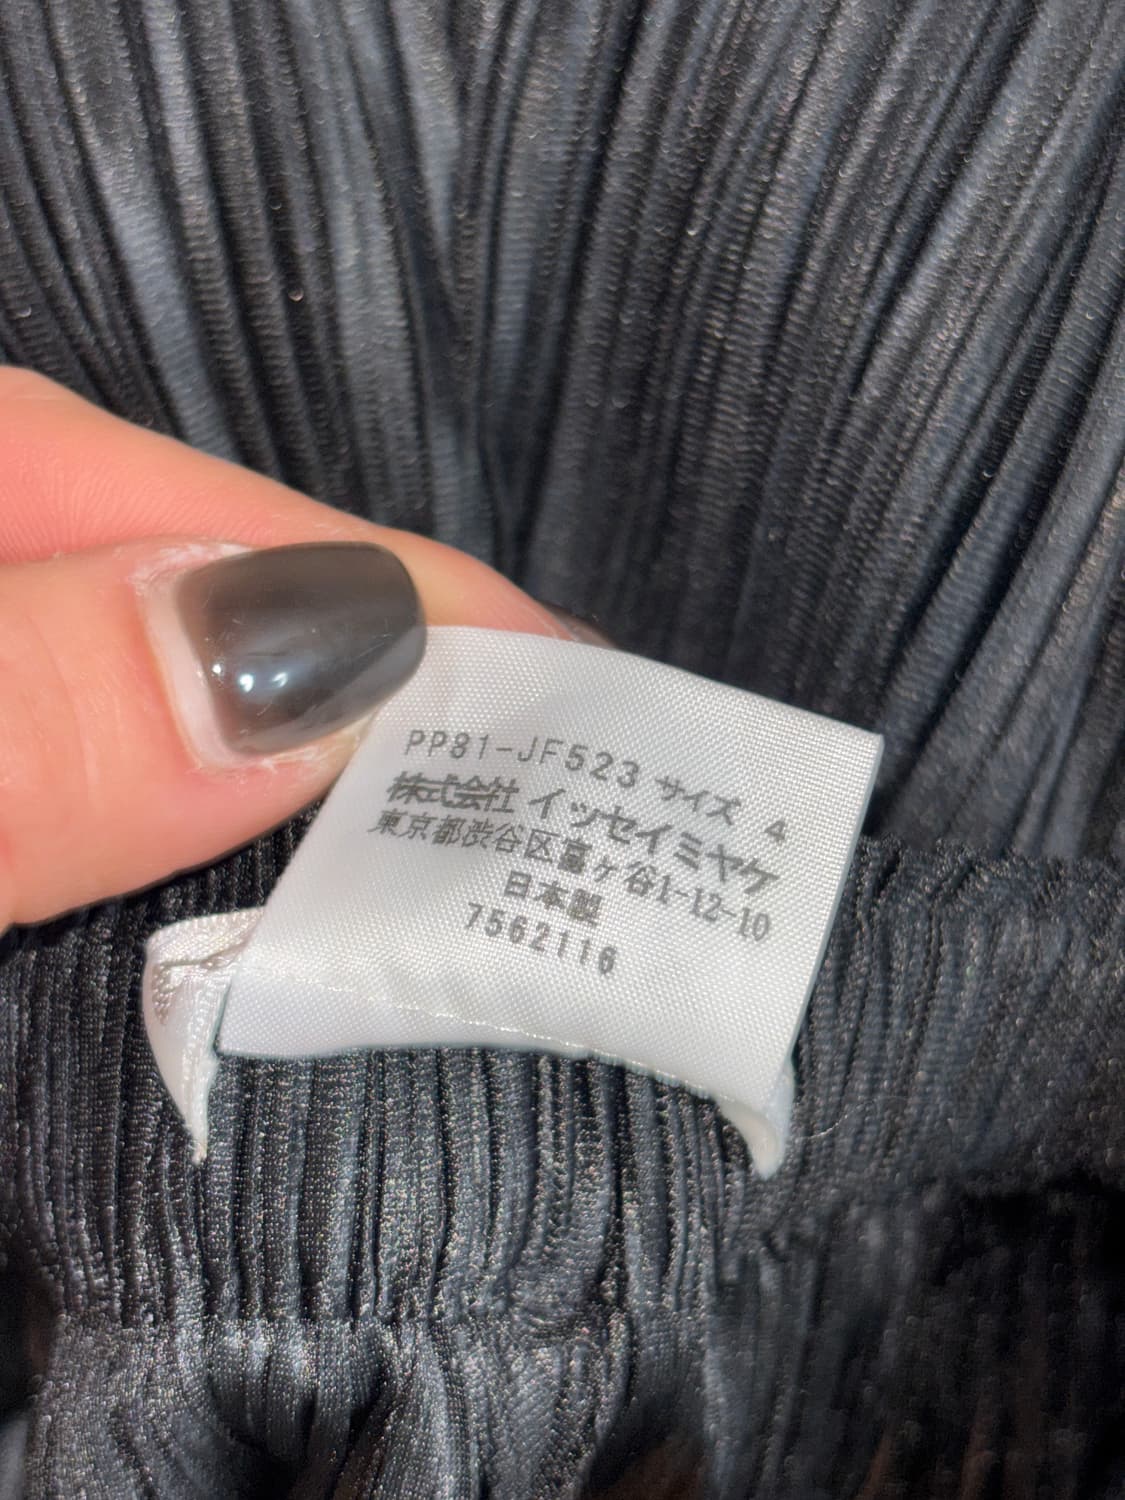 PP81-JF523 サイズ 4
株式会社 イッセイミヤケ
東京都渋谷区富ヶ谷1-12-10
日本製
7562116